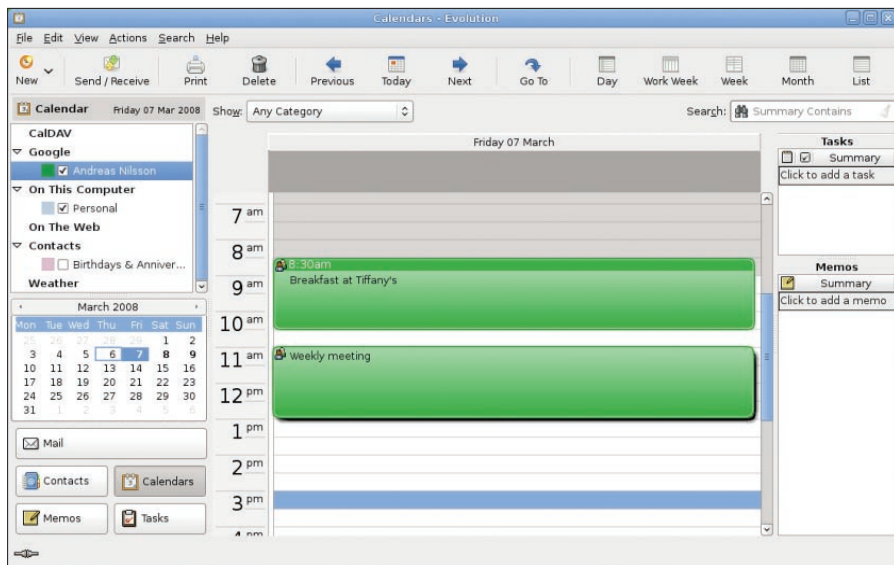 Calendars - Evolution
File Edit View Actions Search Help
New Send / Receive Print Delete Previous Today Next Go To Day Work Week Week Month List
Calendar Friday 07 Mar 2008
Show: Any Category
Search: Summary Contains
CalDAV
Google
Andreas Nilsson
On This Computer
Personal
On The Web
Contacts
Birthdays & Anniver...
Weather
March 2008
Mon Tue Wed Thu Fri Sat Sun
25 26 27 28 29 1 2
3 4 5 6 7 8 9
10 11 12 13 14 15 16
17 18 19 20 21 22 23
24 25 26 27 28 29 30
31 1 2 3 4 5 6
Mail
Contacts Calendars
Memos Tasks
Friday 07 March
7 am
8 am
8:30am
Breakfast at Tiffany's
9 am
10 am
11 am
Weekly meeting
12 pm
1 pm
2 pm
3 pm
4 pm
Tasks
Summary
Click to add a task
Memos
Summary
Click to add a memo